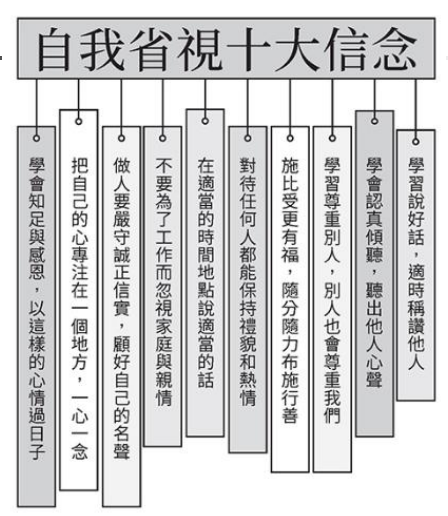 自我省視十大信念
學習說好話，適時稱讚他人
學會認真傾聽，聽出他人心聲
學習尊重別人，別人也會尊重我們
施比受更有福，隨分隨力布施行善
對待任何人都能保持禮貌和熱情
在適當的時間地點說適當的話
不要為了工作而忽視家庭與親情
做人要嚴守誠正信實，顧好自己的名聲
把自己的心專注在一個地方，一心一念
學會知足與感恩，以這樣的心情過日子